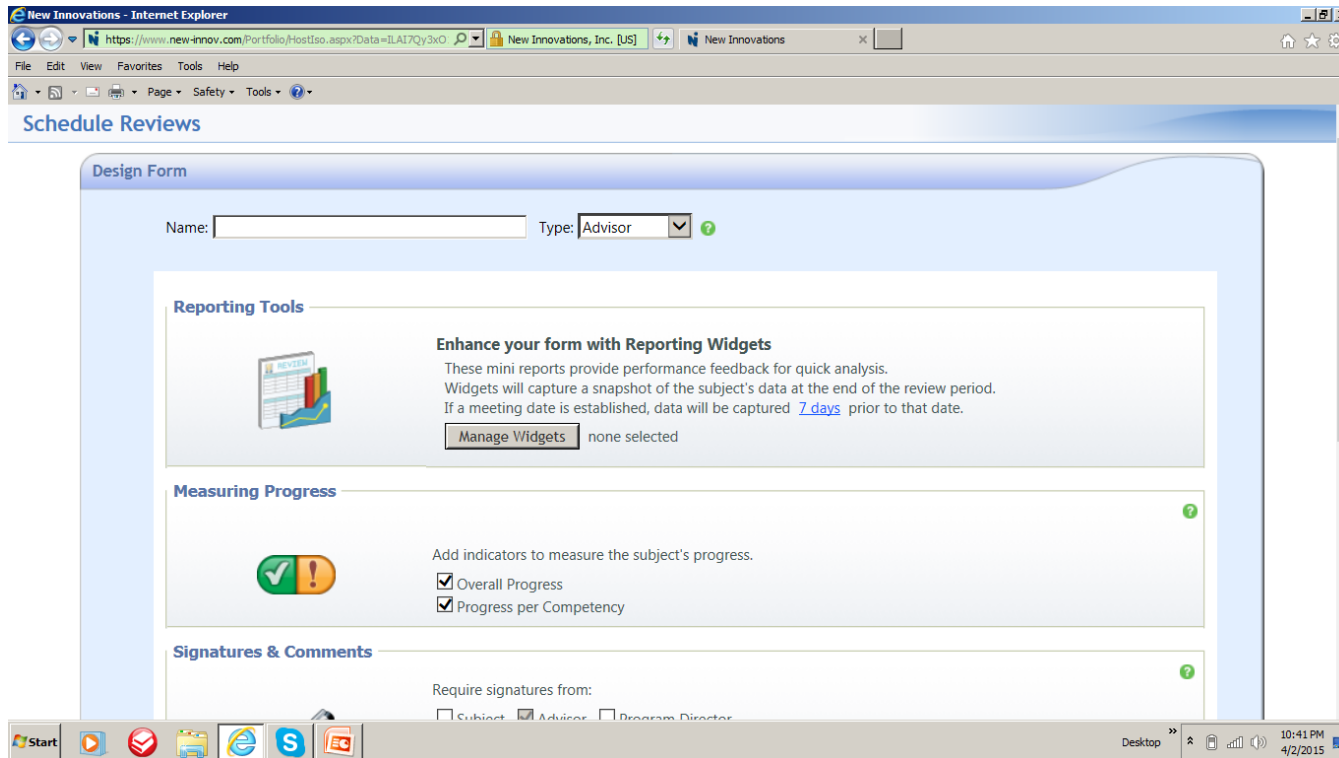 New Innovations - Internet Explorer
https://www.new-innov.com/Portfolio/HostIso.aspx?Data=ILAI7Qy3xO New Innovations, Inc. [US] New Innovations
File Edit View Favorites Tools Help
Page Safety Tools
Schedule Reviews
Design Form
Name: Type: Advisor
Reporting Tools
REVIEW
Enhance your form with Reporting Widgets
These mini reports provide performance feedback for quick analysis.
Widgets will capture a snapshot of the subject's data at the end of the review period.
If a meeting date is established, data will be captured 7 days prior to that date.
Manage Widgets none selected
Measuring Progress
Add indicators to measure the subject's progress.
Overall Progress
Progress per Competency
Signatures & Comments
Require signatures from:
Subject Advisor Program Director
Start Desktop 10:41 PM
4/2/2015